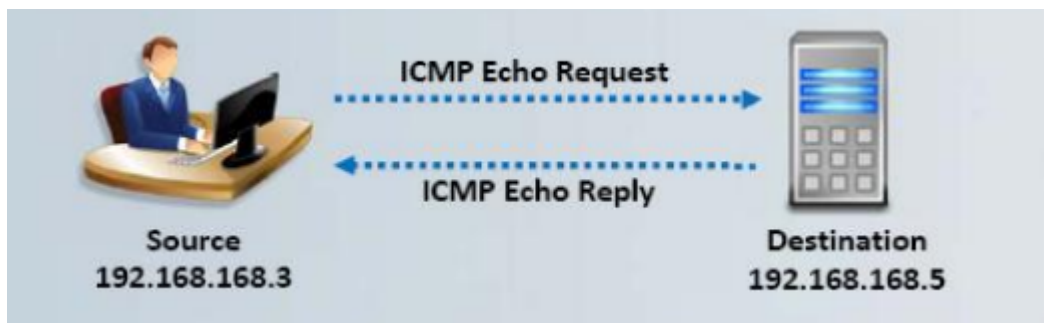 ICMP Echo Request
ICMP Echo Reply
Source
192.168.168.3
Destination
192.168.168.5